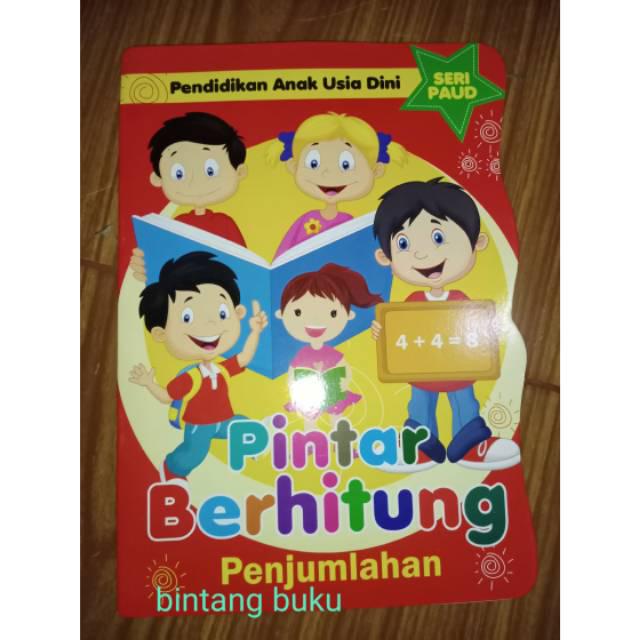 Pendidikan Anak Usia Dini
SERI
PAUD
4 + 4 = 8
Pintar
Berhitung
Penjumlahan
bintang buku